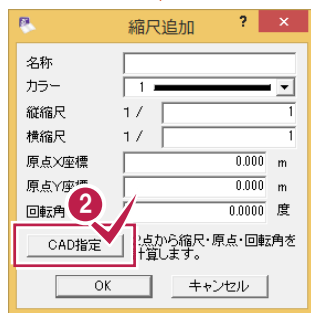 縮尺追加 ? ×
名称
カラー 1
縦縮尺 1 / 1
横縮尺 1 / 1
原点X座標 0.000 m
原点Y座標 0.000 m
回転角 0.0000 度
2
CAD指定 点から縮尺・原点・回転角を
計算します。
OK キャンセル